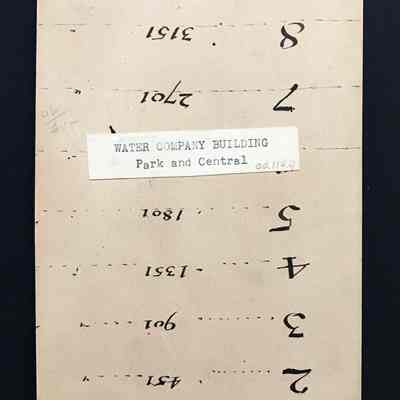 8 3151
7 2701
WATER COMPANY BUILDING
Park and Central
5 1801
4 1351
3 901 "
2 451 "